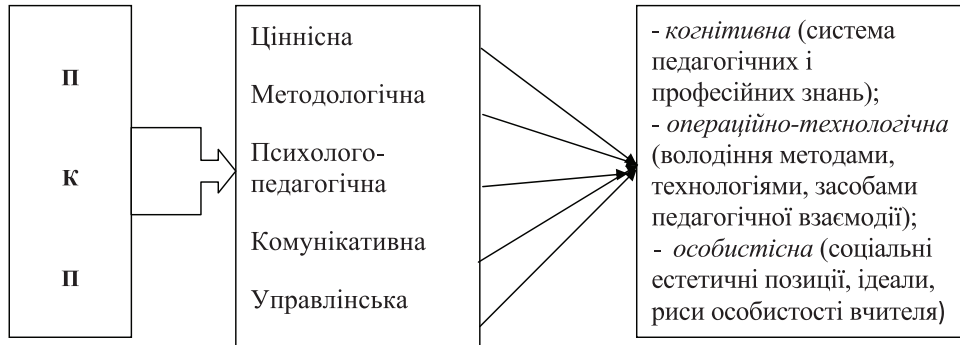 П
К
П
Ціннісна
Методологічна
Психолого-
педагогічна
Комунікативна
Управлінська
- когнітивна (система
педагогічних і
професійних знань);
- операційно-технологічна
(володіння методами,
технологіями, засобами
педагогічної взаємодії);
- особистісна (соціальні
естетичні позиції, ідеали,
риси особистості вчителя)